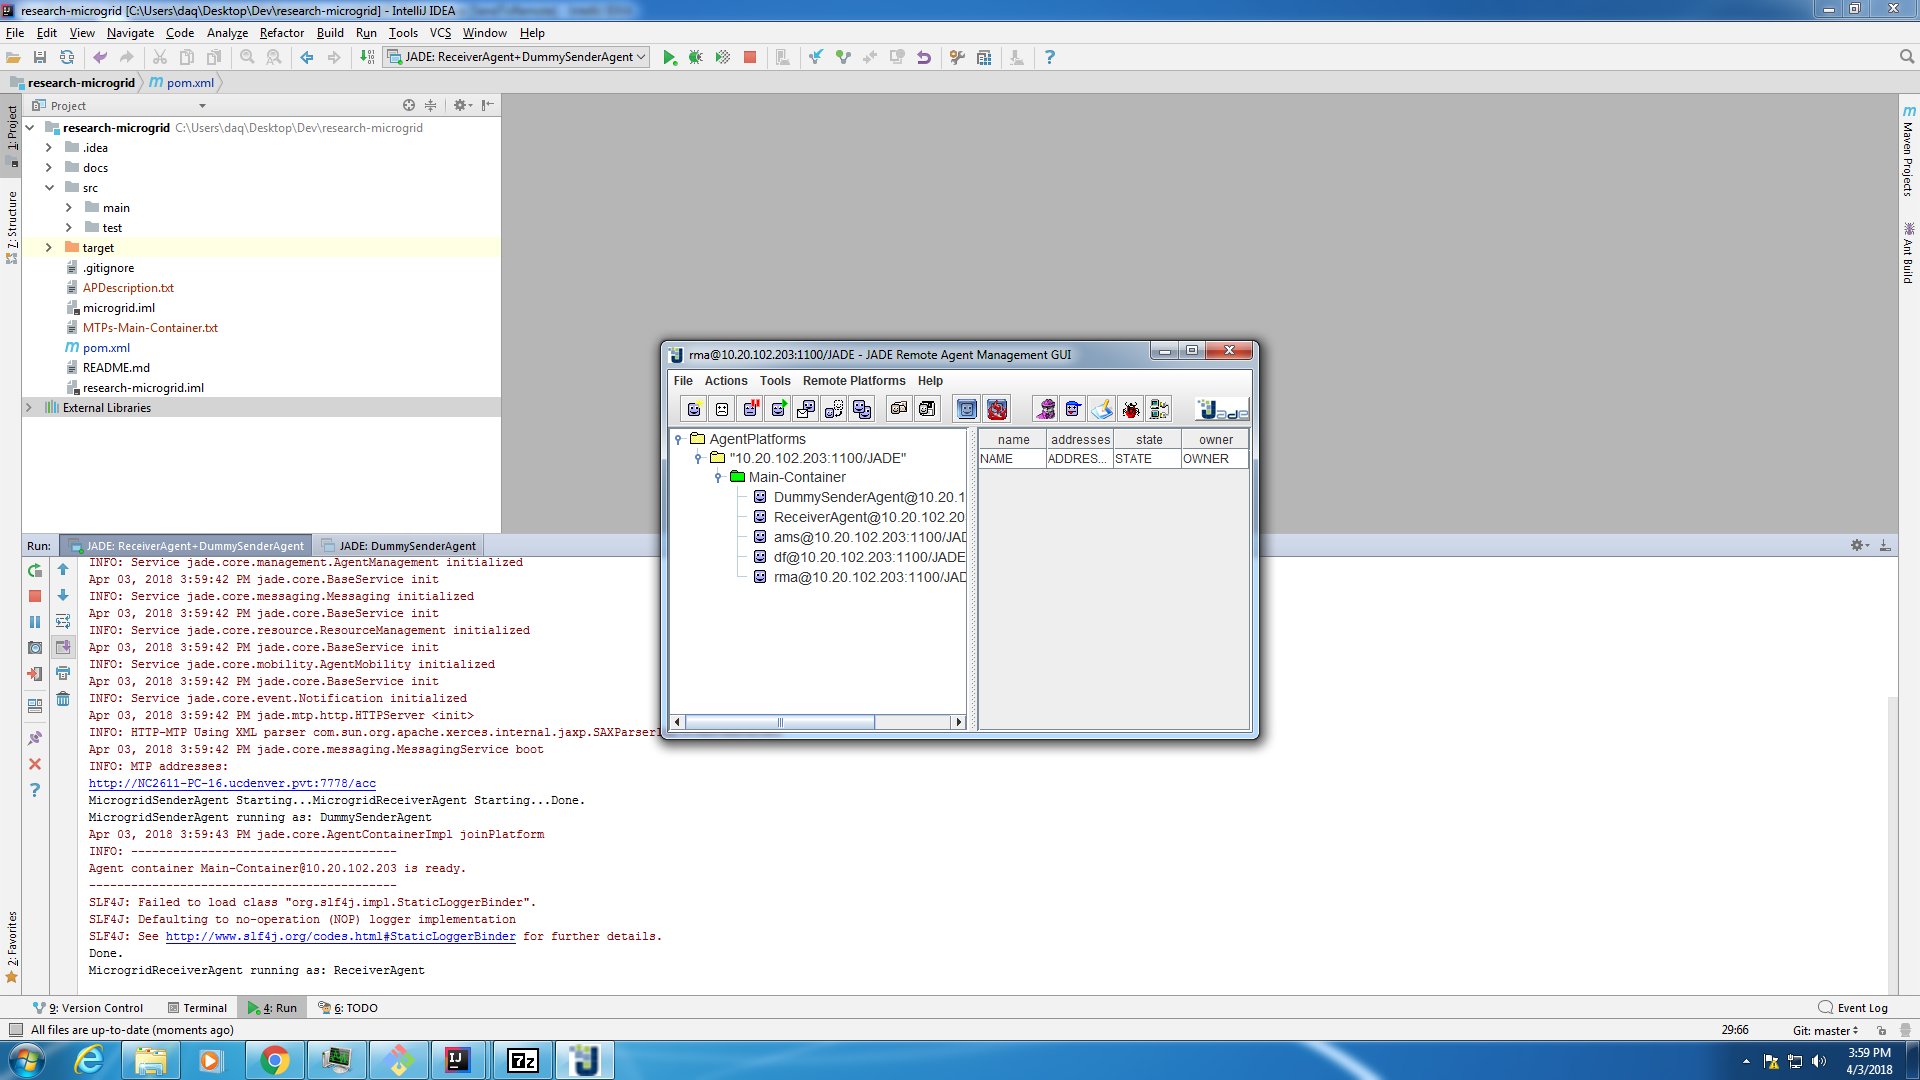 research-microgrid [C:\Users\daq\Desktop\Dev\research-microgrid] - IntelliJ IDEA
File Edit View Navigate Code Analyze Refactor Build Run Tools VCS Window Help
JADE: ReceiverAgent+DummySenderAgent
research-microgrid m pom.xml
Project
1: Project
7: Structure
2: Favorites
Maven Projects
Ant Build
research-microgrid C:\Users\daq\Desktop\Dev\research-microgrid
.idea
docs
src
main
test
target
.gitignore
APDescription.txt
microgrid.iml
MTPs-Main-Container.txt
pom.xml
README.md
research-microgrid.iml
External Libraries
rma@10.20.102.203:1100/JADE - JADE Remote Agent Management GUI
File Actions Tools Remote Platforms Help
Jade
AgentPlatforms
"10.20.102.203:1100/JADE"
Main-Container
DummySenderAgent@10.20.1
ReceiverAgent@10.20.102.20
ams@10.20.102.203:1100/JAD
df@10.20.102.203:1100/JADE
rma@10.20.102.203:1100/JAD
name addresses state owner
NAME ADDRES... STATE OWNER
Run: JADE: ReceiverAgent+DummySenderAgent JADE: DummySenderAgent
INFO: Service jade.core.management.AgentManagement initialized
Apr 03, 2018 3:59:42 PM jade.core.BaseService init
INFO: Service jade.core.messaging.Messaging initialized
Apr 03, 2018 3:59:42 PM jade.core.BaseService init
INFO: Service jade.core.resource.ResourceManagement initialized
Apr 03, 2018 3:59:42 PM jade.core.BaseService init
INFO: Service jade.core.mobility.AgentMobility initialized
Apr 03, 2018 3:59:42 PM jade.core.BaseService init
INFO: Service jade.core.event.Notification initialized
Apr 03, 2018 3:59:42 PM jade.mtp.http.HTTPServer <init>
INFO: HTTP-MTP Using XML parser com.sun.org.apache.xerces.internal.jaxp.SAXParser
Apr 03, 2018 3:59:42 PM jade.core.messaging.MessagingService boot
INFO: MTP addresses:
http://NC2611-PC-16.ucdenver.pvt:7778/acc
MicrogridSenderAgent Starting...MicrogridReceiverAgent Starting...Done.
MicrogridSenderAgent running as: DummySenderAgent
Apr 03, 2018 3:59:43 PM jade.core.AgentContainerImpl joinPlatform
INFO: --------------------------------------
Agent container Main-Container@10.20.102.203 is ready.
--------------------------------------------
SLF4J: Failed to load class "org.slf4j.impl.StaticLoggerBinder".
SLF4J: Defaulting to no-operation (NOP) logger implementation
SLF4J: See http://www.slf4j.org/codes.html#StaticLoggerBinder for further details.
Done.
MicrogridReceiverAgent running as: ReceiverAgent
9: Version Control Terminal 4: Run 6: TODO Event Log
All files are up-to-date (moments ago) 29:66 Git: master
IJ 7z
3:59 PM
4/3/2018